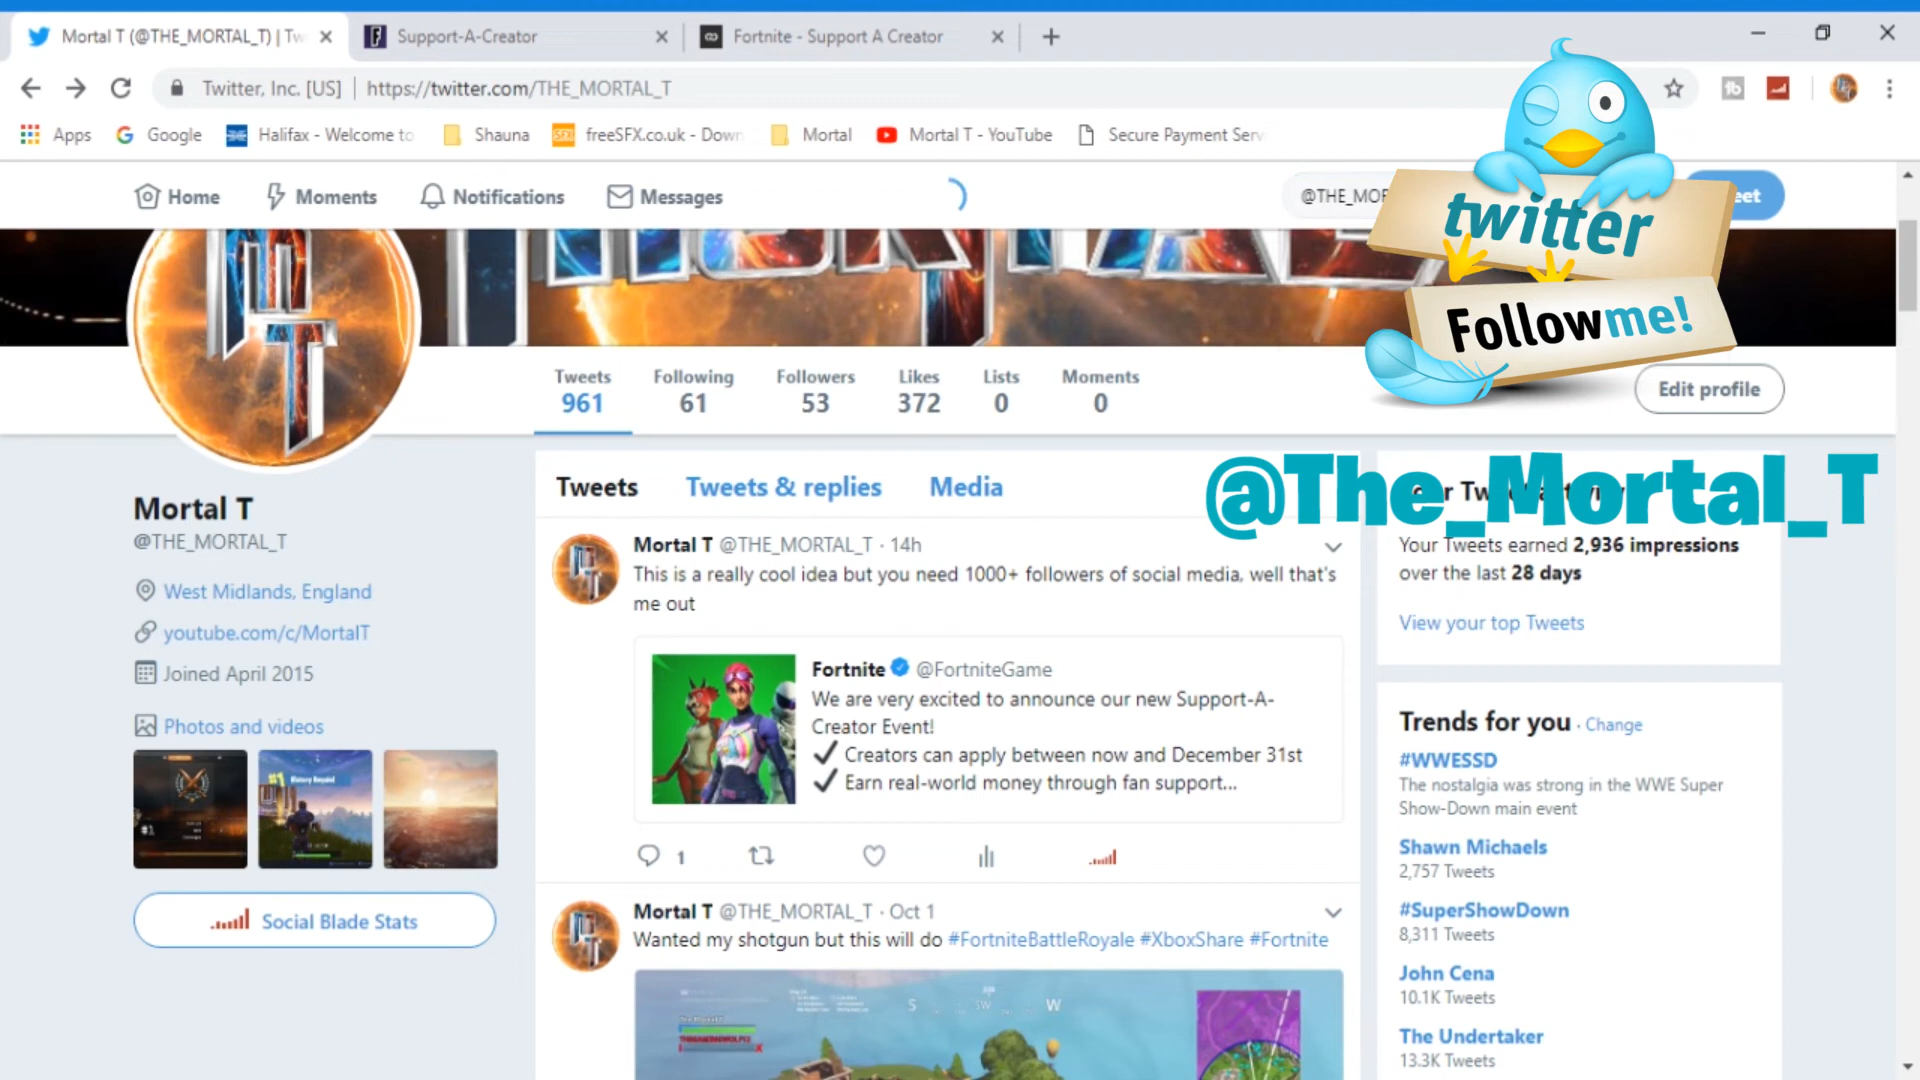 Mortal T (@THE_MORTAL_T) | Tw
Support-A-Creator
Fortnite - Support A Creator
Twitter, Inc. [US]
https://twitter.com/THE_MORTAL_T
Apps
Google
Halifax - Welcome to
Shauna
freeSFX.co.uk - Down
Mortal
Mortal T - YouTube
Secure Payment Serv
Home
Moments
Notifications
Messages
@THE_MOR
eet
twitter
Followme!
Tweets
961
Following
61
Followers
53
Likes
372
Lists
0
Moments
0
Edit profile
@The_Mortal_T
Mortal T
@THE_MORTAL_T
West Midlands, England
youtube.com/c/MortalT
Joined April 2015
Photos and videos
Social Blade Stats
Tweets
Tweets & replies
Media
Mortal T @THE_MORTAL_T · 14h
This is a really cool idea but you need 1000+ followers of social media, well that's
me out
Fortnite @FortniteGame
We are very excited to announce our new Support-A-
Creator Event!
✓ Creators can apply between now and December 31st
✓ Earn real-world money through fan support...
1
Mortal T @THE_MORTAL_T · Oct 1
Wanted my shotgun but this will do #FortniteBattleRoyale #XboxShare #Fortnite
S
SW
W
Your Tweets earned 2,936 impressions
over the last 28 days
View your top Tweets
Trends for you · Change
#WWESSD
The nostalgia was strong in the WWE Super
Show-Down main event
Shawn Michaels
2,757 Tweets
#SuperShowDown
8,311 Tweets
John Cena
10.1K Tweets
The Undertaker
13.3K Tweets